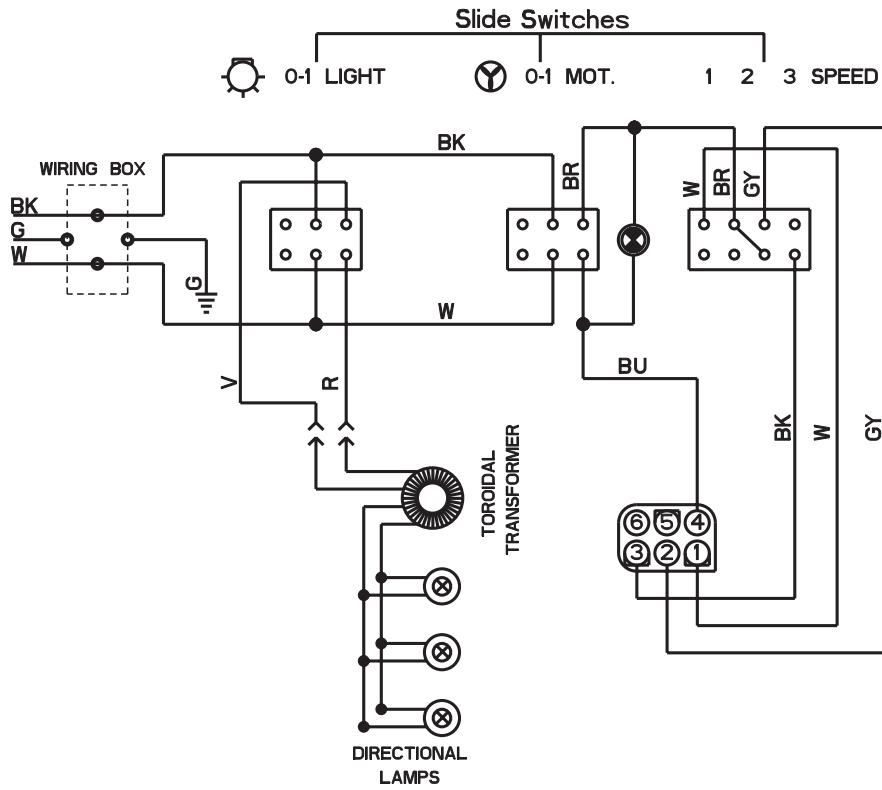 Slide Switches
0-1 LIGHT
0-1 MOT.
1 2 3 SPEED
WIRING BOX
BK
G
W
G
BK
W
BR
W
BR
GY
V
R
BU
BK
W
GY
TOROIDAL
TRANSFORMER
6 5 4
3 2 1
DIRECTIONAL
LAMPS